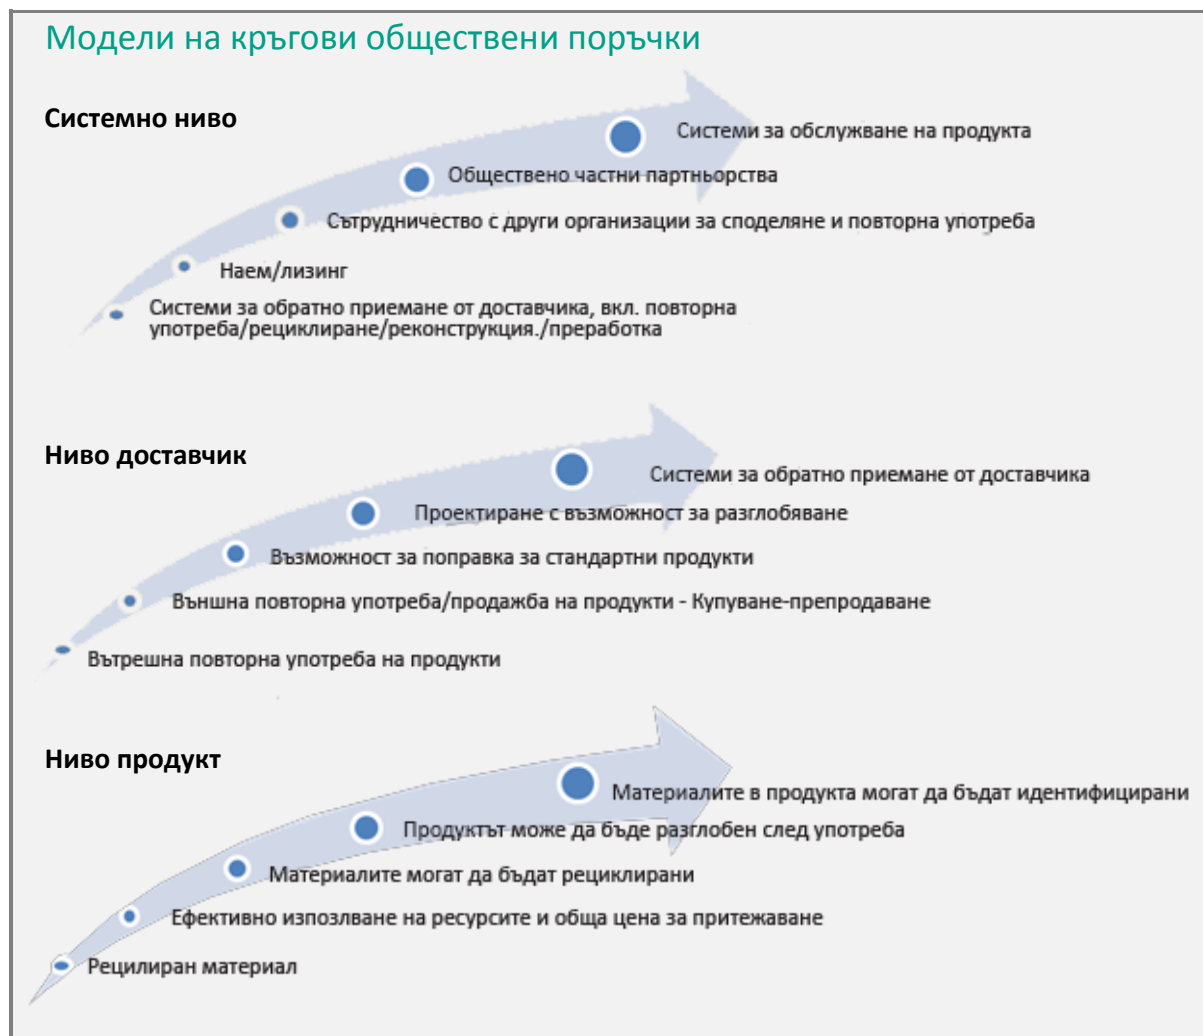 Модели на кръгови обществени поръчки
Системно ниво
Системи за обслужване на продукта
Обществено частни партньорства
Сътрудничество с други организации за споделяне и повторна употреба
Наем/лизинг
Системи за обратно приемане от доставчика, вкл. повторна
употреба/рециклиране/реконструкция./преработка
Ниво доставчик
Системи за обратно приемане от доставчика
Проектиране с възможност за разглобяване
Възможност за поправка за стандартни продукти
Външна повторна употреба/продажба на продукти - Купуване-препродаване
Вътрешна повторна употреба на продукти
Ниво продукт
Материалите в продукта могат да бъдат идентифицирани
Продуктът може да бъде разглобен след употреба
Материалите могат да бъдат рециклирани
Ефективно изпозлване на ресурсите и обща цена за притежаване
Рецилиран материал